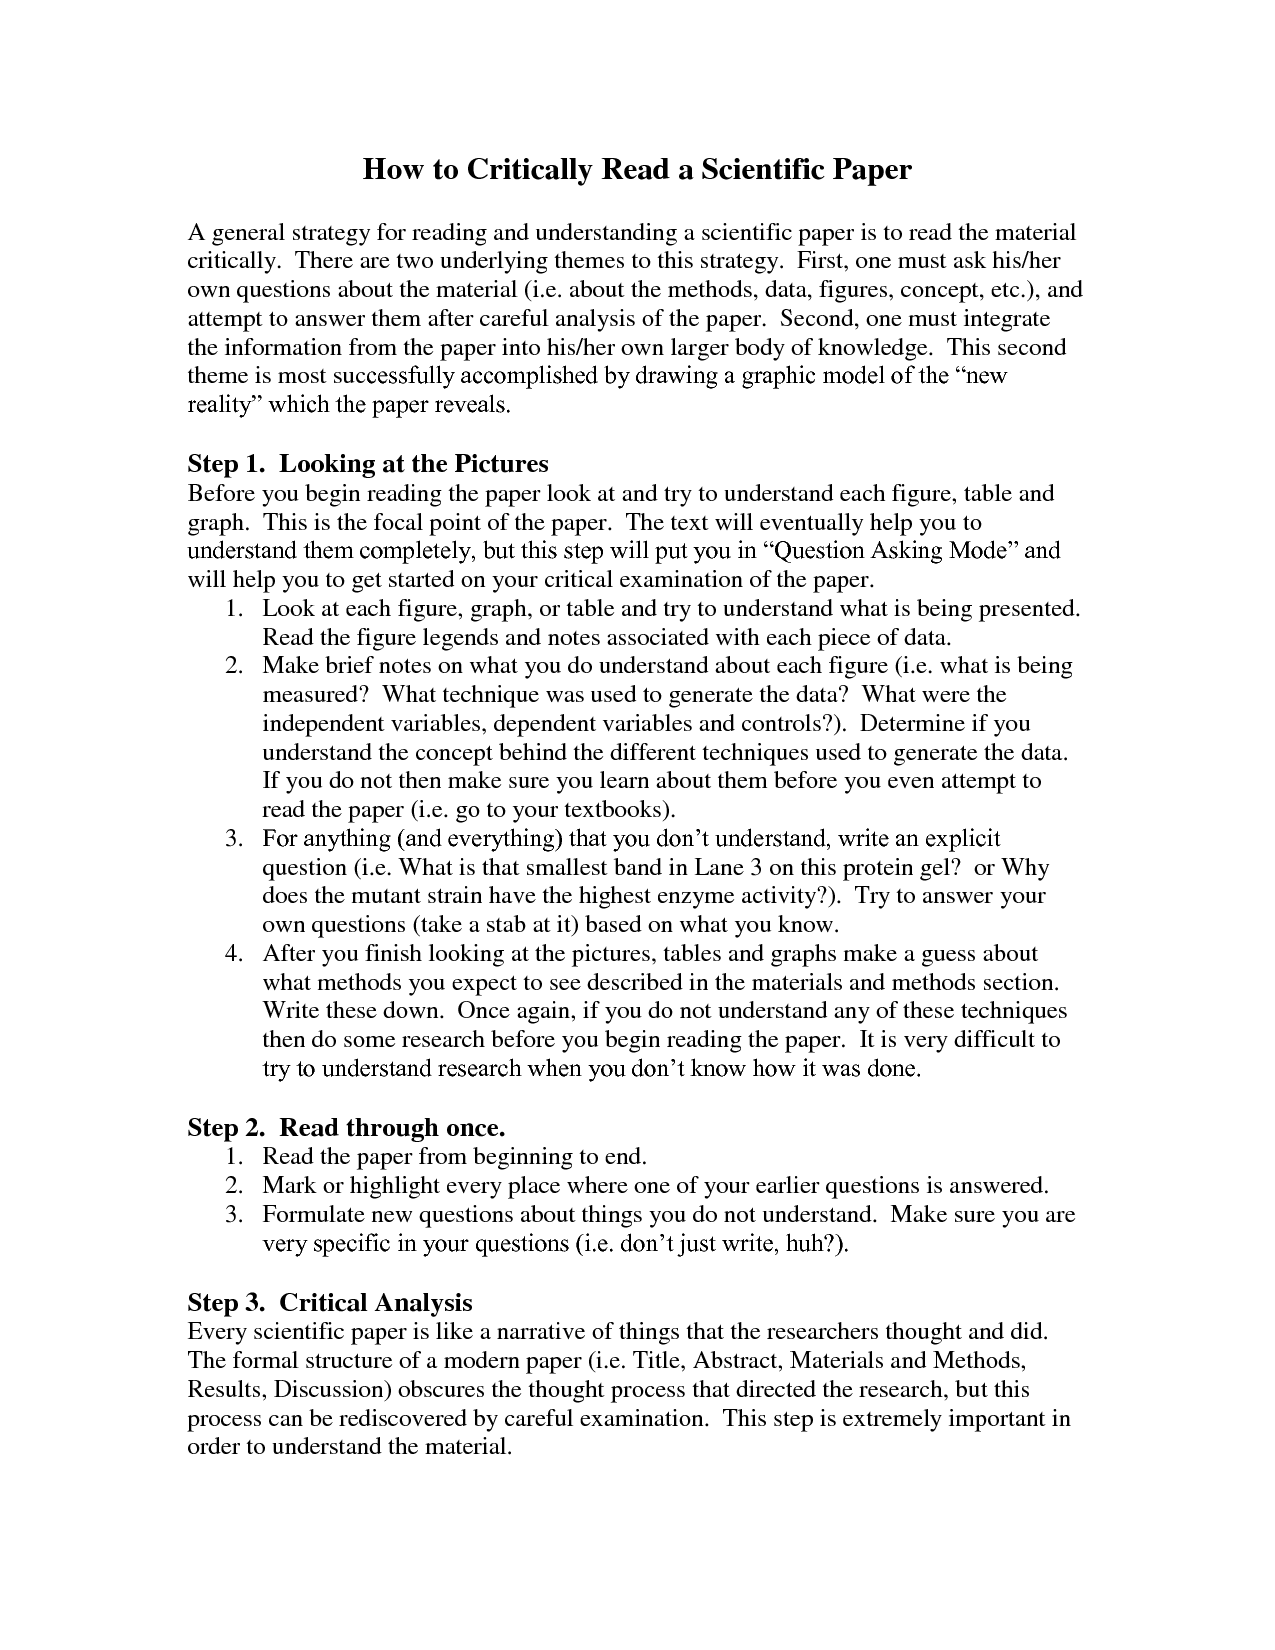 How to Critically Read a Scientific Paper
A general strategy for reading and understanding a scientific paper is to read the material
critically.  There are two underlying themes to this strategy.  First, one must ask his/her
own questions about the material (i.e. about the methods, data, figures, concept, etc.), and
attempt to answer them after careful analysis of the paper.  Second, one must integrate
the information from the paper into his/her own larger body of knowledge.  This second
theme is most successfully accomplished by drawing a graphic model of the “new
reality” which the paper reveals.
Step 1.  Looking at the Pictures
Before you begin reading the paper look at and try to understand each figure, table and
graph.  This is the focal point of the paper.  The text will eventually help you to
understand them completely, but this step will put you in “Question Asking Mode” and
will help you to get started on your critical examination of the paper.
1. Look at each figure, graph, or table and try to understand what is being presented.
Read the figure legends and notes associated with each piece of data.
2. Make brief notes on what you do understand about each figure (i.e. what is being
measured?  What technique was used to generate the data?  What were the
independent variables, dependent variables and controls?).  Determine if you
understand the concept behind the different techniques used to generate the data.
If you do not then make sure you learn about them before you even attempt to
read the paper (i.e. go to your textbooks).
3. For anything (and everything) that you don’t understand, write an explicit
question (i.e. What is that smallest band in Lane 3 on this protein gel?  or Why
does the mutant strain have the highest enzyme activity?).  Try to answer your
own questions (take a stab at it) based on what you know.
4. After you finish looking at the pictures, tables and graphs make a guess about
what methods you expect to see described in the materials and methods section.
Write these down.  Once again, if you do not understand any of these techniques
then do some research before you begin reading the paper.  It is very difficult to
try to understand research when you don’t know how it was done.
Step 2.  Read through once.
1. Read the paper from beginning to end.
2. Mark or highlight every place where one of your earlier questions is answered.
3. Formulate new questions about things you do not understand.  Make sure you are
very specific in your questions (i.e. don’t just write, huh?).
Step 3.  Critical Analysis
Every scientific paper is like a narrative of things that the researchers thought and did.
The formal structure of a modern paper (i.e. Title, Abstract, Materials and Methods,
Results, Discussion) obscures the thought process that directed the research, but this
process can be rediscovered by careful examination.  This step is extremely important in
order to understand the material.